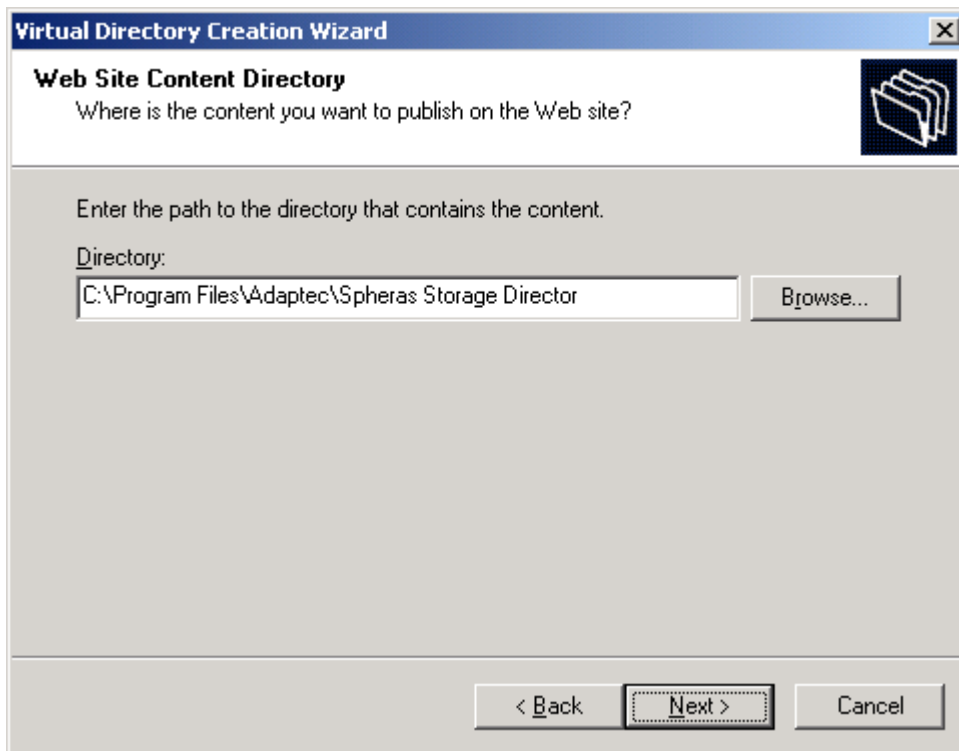 Virtual Directory Creation Wizard
Web Site Content Directory
Where is the content you want to publish on the Web site?
Enter the path to the directory that contains the content.
Directory:
C:\Program Files\Adaptec\Spheras Storage Director
Browse...
< Back
Next >
Cancel